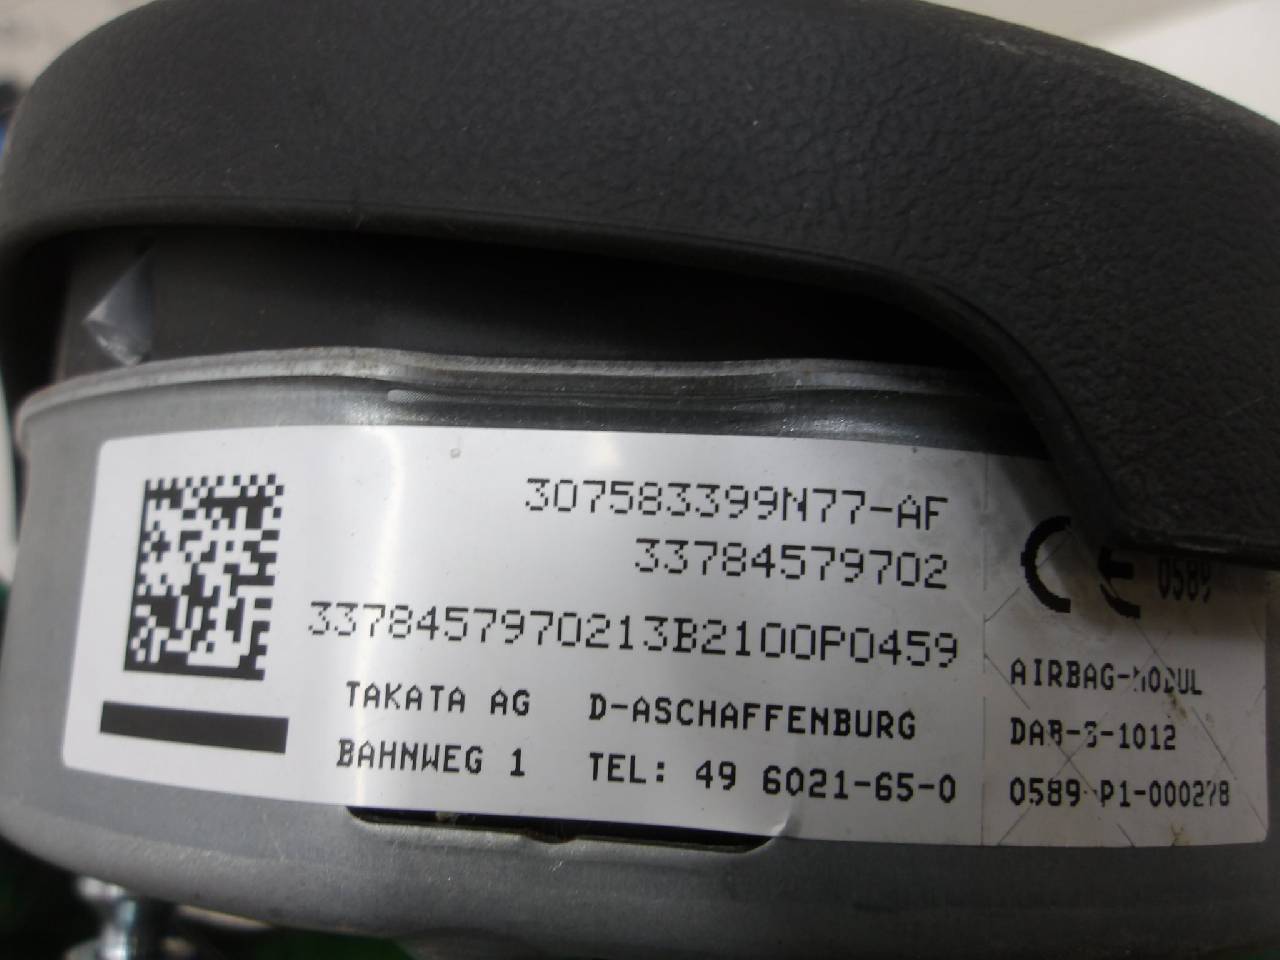 307583399N77-AF
33784579702
3378457970213B2100P0459
TAKATA AG D-ASCHAFFENBURG
BAHNWEG 1 TEL: 49 6021-65-0
CE 0589
AIRBAG-MODUL
DAB-S-1012
0589-P1-000278